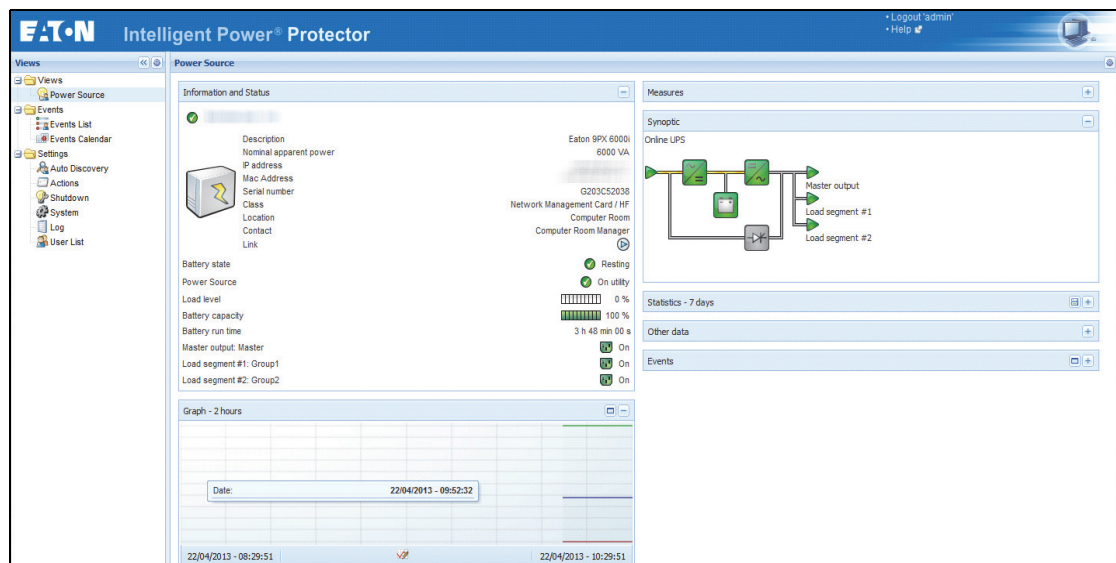 EATON Intelligent Power® Protector
• Logout 'admin'
• Help
Views
Power Source
Views
Power Source
Events
Events List
Events Calendar
Settings
Auto Discovery
Actions
Shutdown
System
Log
User List
Information and Status
Description Eaton 9PX 6000i
Nominal apparent power 6000 VA
IP address
Mac Address
Serial number G203C52038
Class Network Management Card / HF
Location Computer Room
Contact Computer Room Manager
Link
Battery state Resting
Power Source On utility
Load level 0 %
Battery capacity 100 %
Battery run time 3 h 48 min 00 s
Master output: Master On
Load segment #1: Group1 On
Load segment #2: Group2 On
Graph - 2 hours
Date: 22/04/2013 - 09:52:32
22/04/2013 - 08:29:51
22/04/2013 - 10:29:51
Measures
Synoptic
Online UPS
Master output
Load segment #1
Load segment #2
Statistics - 7 days
Other data
Events